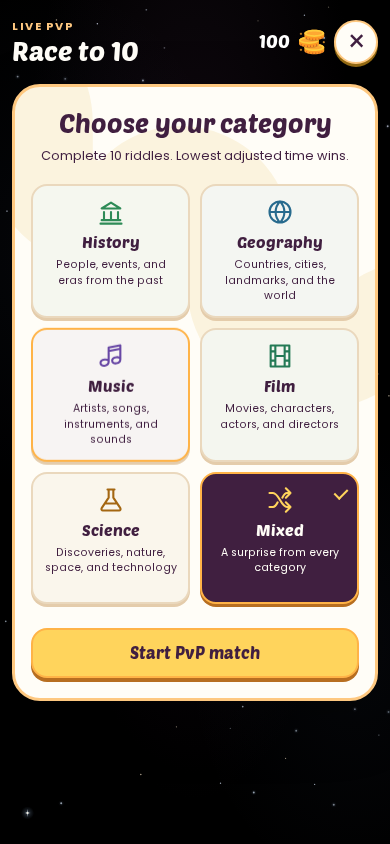 LIVE PVP
Race to 10
100
Choose your category
Complete 10 riddles. Lowest adjusted time wins.
History
People, events, and
eras from the past
Geography
Countries, cities,
landmarks, and the
world
Music
Artists, songs,
instruments, and
sounds
Film
Movies, characters,
actors, and directors
Science
Discoveries, nature,
space, and technology
Mixed
A surprise from every
category
Start PvP match